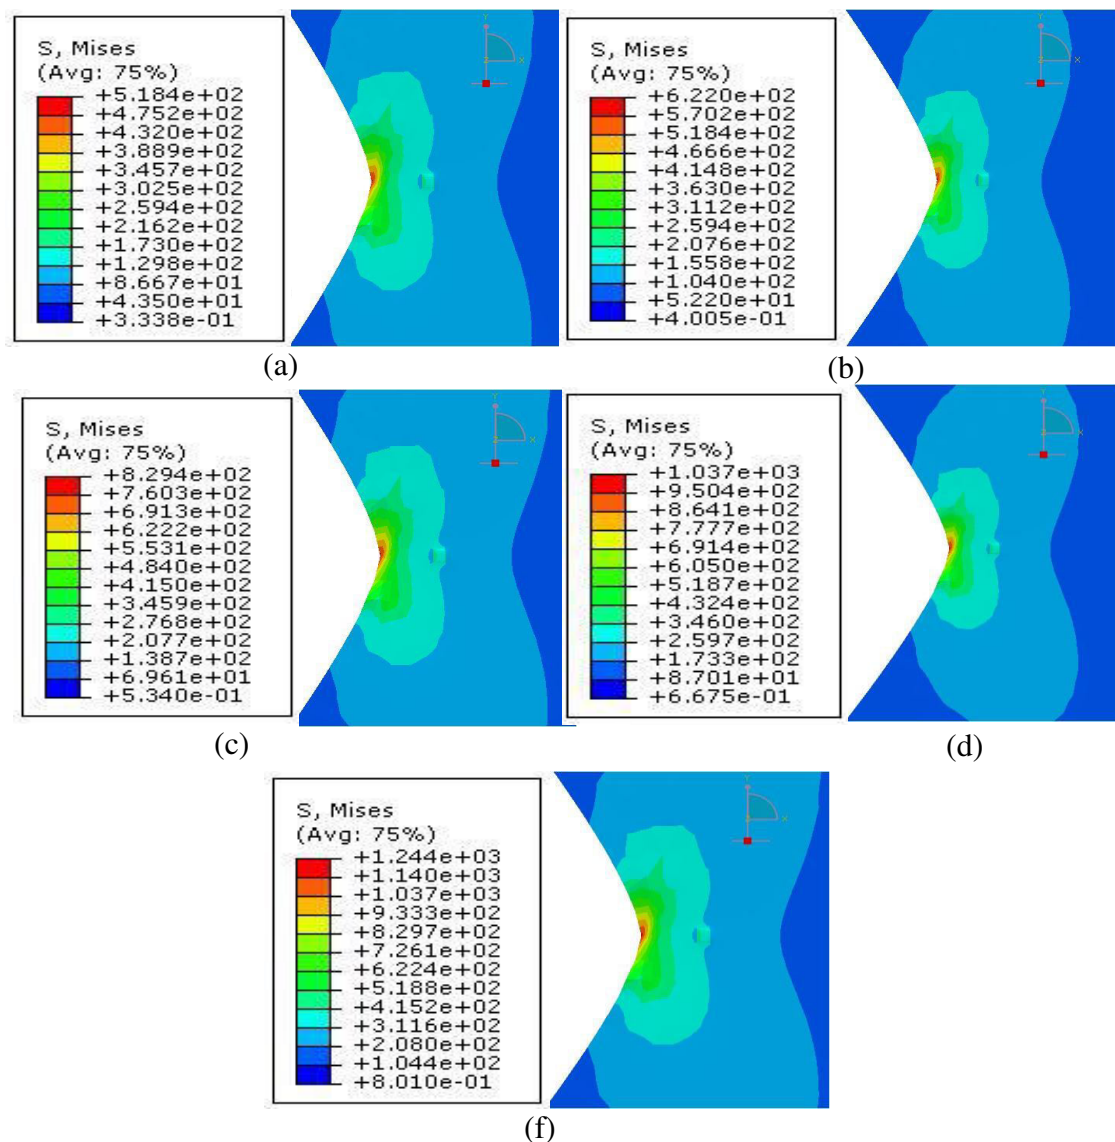 S, Mises
(Avg: 75%)
+5.184e+02
+4.752e+02
+4.320e+02
+3.889e+02
+3.457e+02
+3.025e+02
+2.594e+02
+2.162e+02
+1.730e+02
+1.298e+02
+8.667e+01
+4.350e+01
+3.338e-01
Y
X
(a)
S, Mises
(Avg: 75%)
+6.220e+02
+5.702e+02
+5.184e+02
+4.666e+02
+4.148e+02
+3.630e+02
+3.112e+02
+2.594e+02
+2.076e+02
+1.558e+02
+1.040e+02
+5.220e+01
+4.005e-01
Y
X
(b)
S, Mises
(Avg: 75%)
+8.294e+02
+7.603e+02
+6.913e+02
+6.222e+02
+5.531e+02
+4.840e+02
+4.150e+02
+3.459e+02
+2.768e+02
+2.077e+02
+1.387e+02
+6.961e+01
+5.340e-01
Y
X
(c)
S, Mises
(Avg: 75%)
+1.037e+03
+9.504e+02
+8.641e+02
+7.777e+02
+6.914e+02
+6.050e+02
+5.187e+02
+4.324e+02
+3.460e+02
+2.597e+02
+1.733e+02
+8.701e+01
+6.675e-01
Y
X
(d)
S, Mises
(Avg: 75%)
+1.244e+03
+1.140e+03
+1.037e+03
+9.333e+02
+8.297e+02
+7.261e+02
+6.224e+02
+5.188e+02
+4.152e+02
+3.116e+02
+2.080e+02
+1.044e+02
+8.010e-01
Y
X
(f)